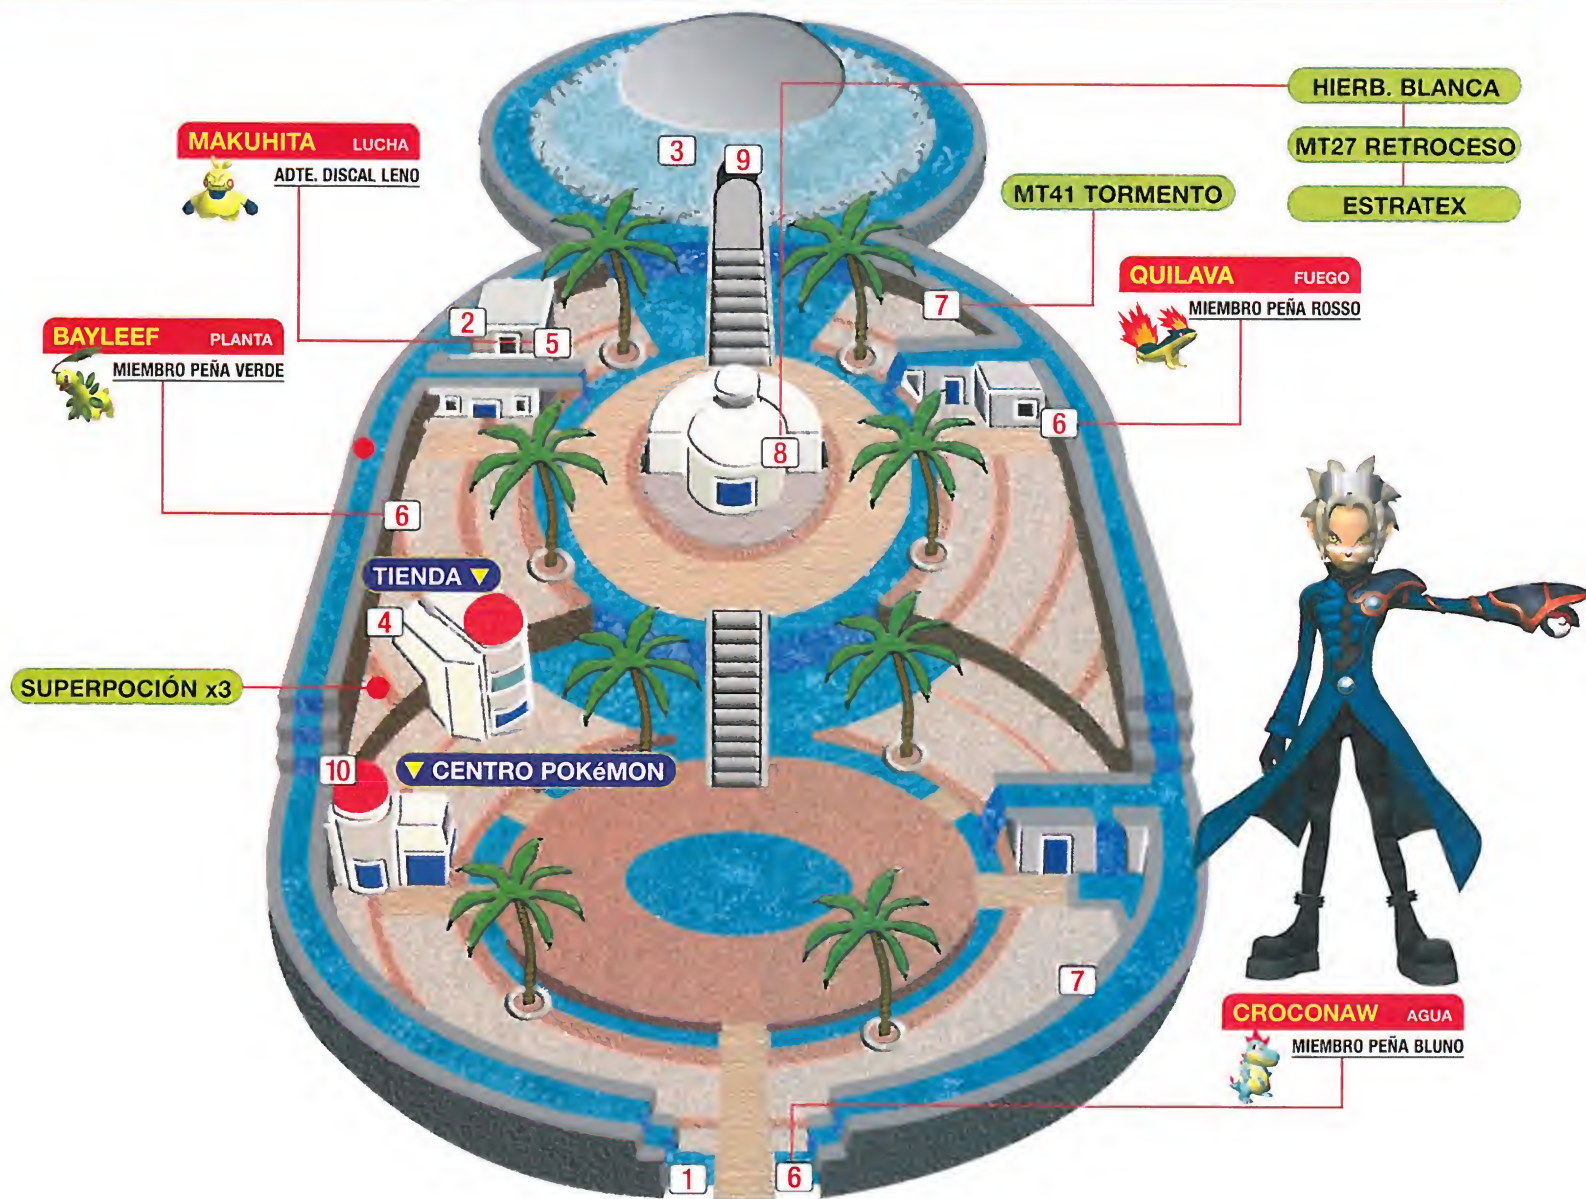 HIERB. BLANCA
MT27 RETROCESO
ESTRATEX
MAKUHITA LUCHA
ADTE. DISCAL LENO
3
9
MT41 TORMENTO
QUILAVA FUEGO
MIEMBRO PEÑA ROSSO
7
2
5
BAYLEEF PLANTA
MIEMBRO PEÑA VERDE
6
8
6
TIENDA ▼
4
SUPERPOCIÓN x3
10
▼ CENTRO POKéMON
7
CROCONAW AGUA
MIEMBRO PEÑA BLUNO
1
6